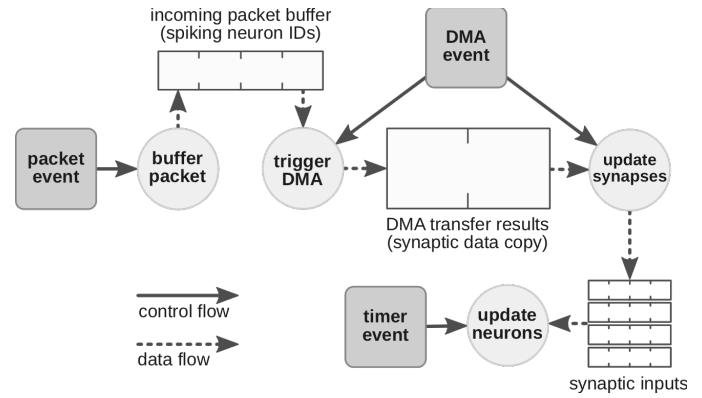 incoming packet buffer
(spiking neuron IDs)
DMA
event
packet
event
buffer
packet
trigger
DMA
update
synapses
DMA transfer results
(synaptic data copy)
control flow
data flow
timer
event
update
neurons
synaptic inputs